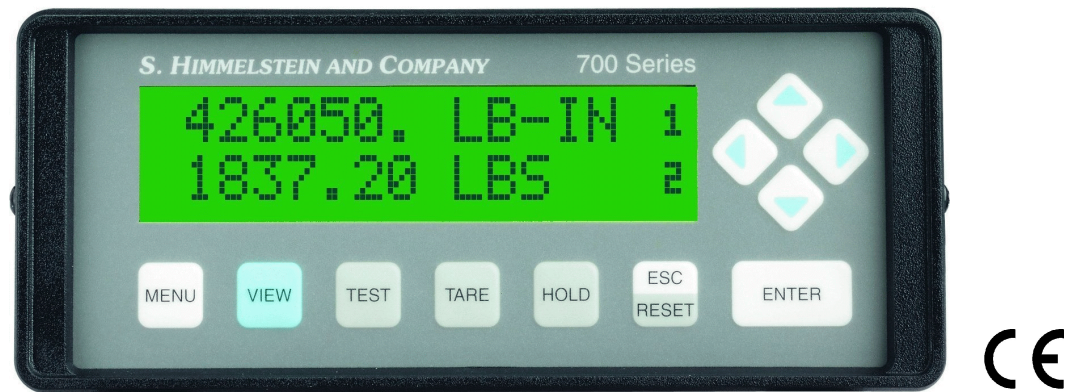 S. HIMMELSTEIN AND COMPANY 700 Series
426050. LB-IN 1
1837.20 LBS 2
MENU VIEW TEST TARE HOLD ESC RESET ENTER
CE